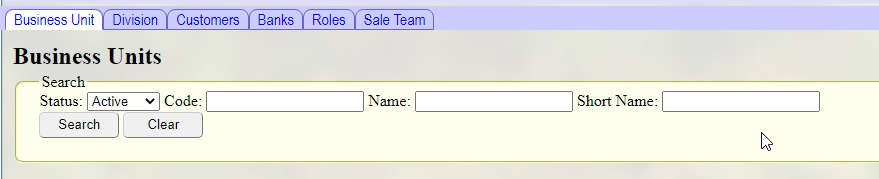 Business Unit Division Customers Banks Roles Sale Team
Business Units
Search
Status: Active Code: Name: Short Name:
Search Clear